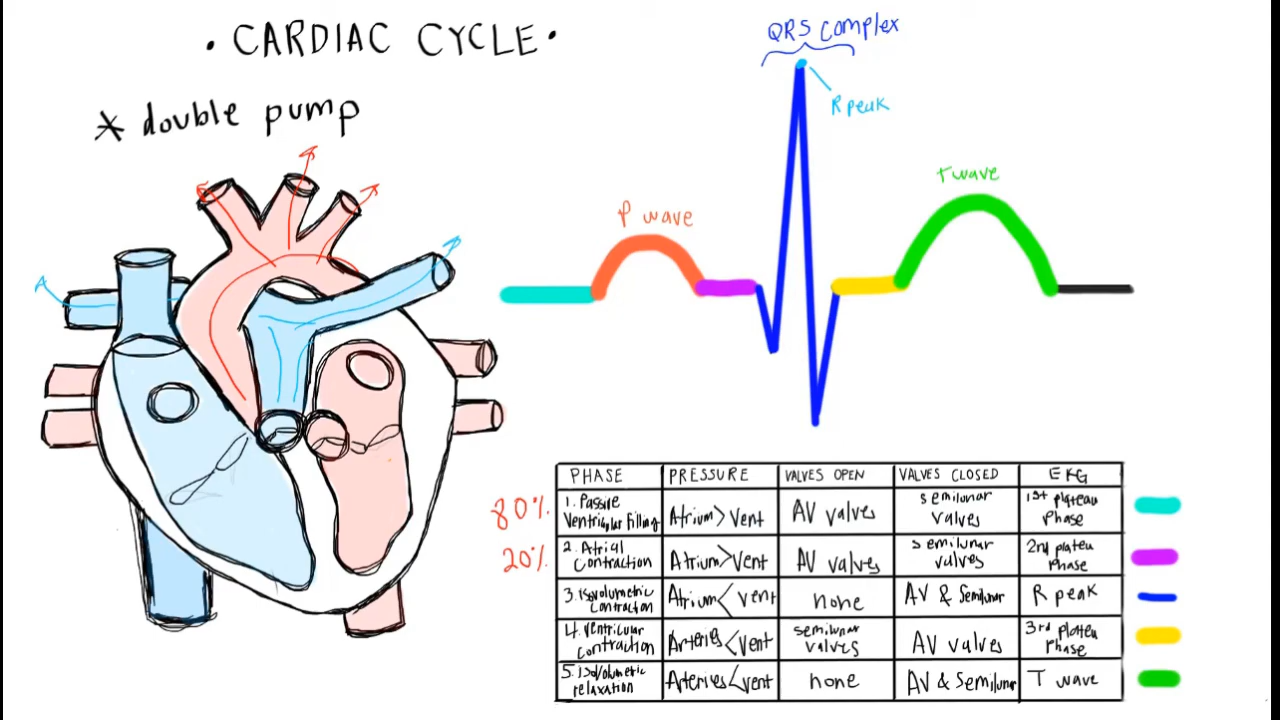 • CARDIAC CYCLE •
* double pump
QRS complex
R peak
P wave
T wave
PHASE PRESSURE VALVES OPEN VALVES CLOSED EKG
80% 1. Passive Ventricular filling Atrium > Vent AV valves semilunar valves 1st plateau Phase
20% 2. Atrial contraction Atrium > Vent AV valves semilunar valves 2nd plateu Phase
3. Isovolumetric contraction Atrium < vent none AV & Semilunar R peak
4. ventricular contraction Arteries < vent semilunar valves AV valves 3rd plateu Phase
5. Isovolumetric relaxation Arteries < vent none AV & Semilunar T wave